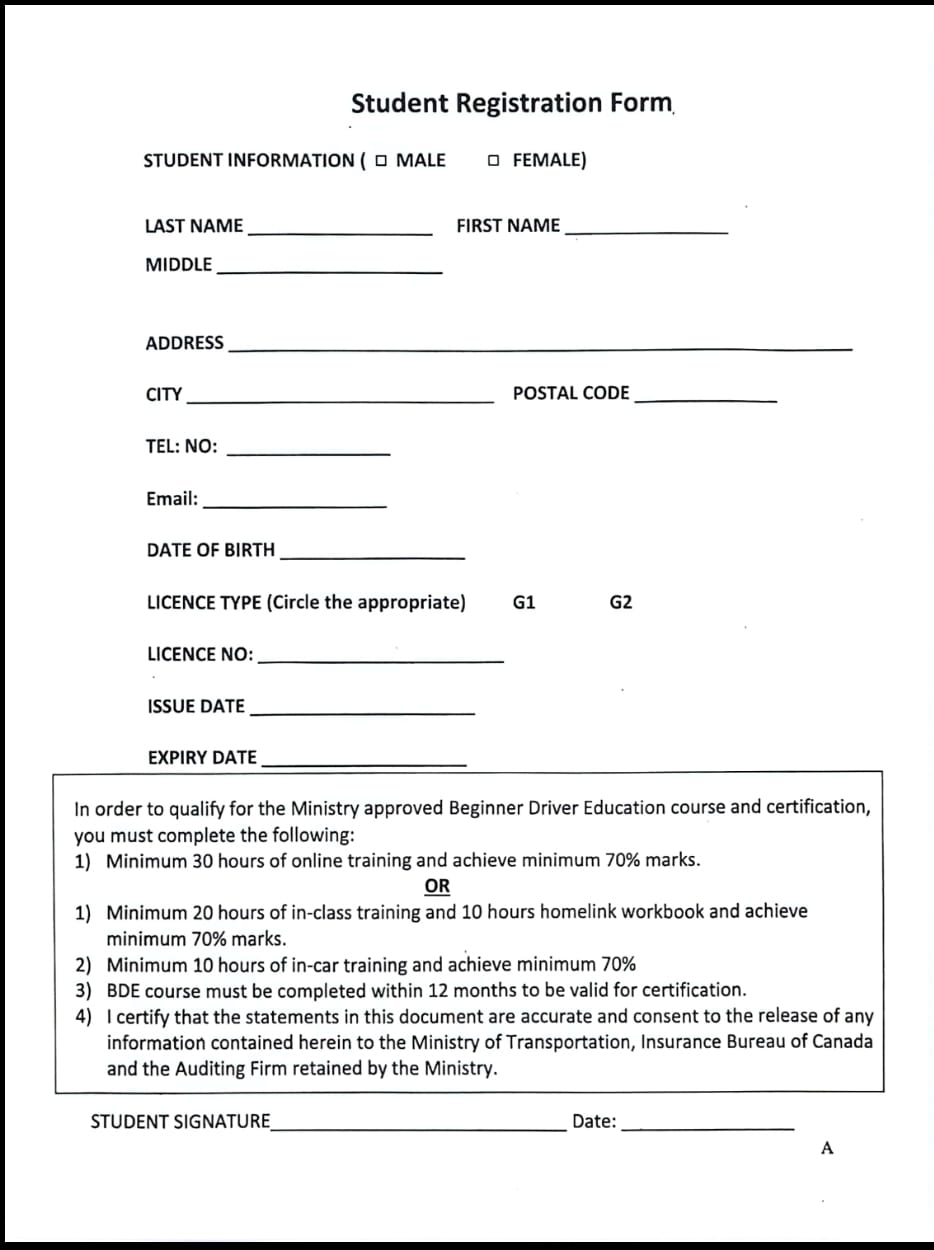 Student Registration Form
STUDENT INFORMATION ( □ MALE □ FEMALE)
LAST NAME ____________ FIRST NAME ____________
MIDDLE ____________
ADDRESS ____________
CITY ____________ POSTAL CODE ____________
TEL: NO: ____________
Email: ____________
DATE OF BIRTH ____________
LICENCE TYPE (Circle the appropriate) G1 G2
LICENCE NO: ____________
ISSUE DATE ____________
EXPIRY DATE ____________
In order to qualify for the Ministry approved Beginner Driver Education course and certification,
you must complete the following:
1) Minimum 30 hours of online training and achieve minimum 70% marks.
OR
1) Minimum 20 hours of in-class training and 10 hours homelink workbook and achieve
minimum 70% marks.
2) Minimum 10 hours of in-car training and achieve minimum 70%
3) BDE course must be completed within 12 months to be valid for certification.
4) I certify that the statements in this document are accurate and consent to the release of any
information contained herein to the Ministry of Transportation, Insurance Bureau of Canada
and the Auditing Firm retained by the Ministry.
STUDENT SIGNATURE____________ Date: ____________
A